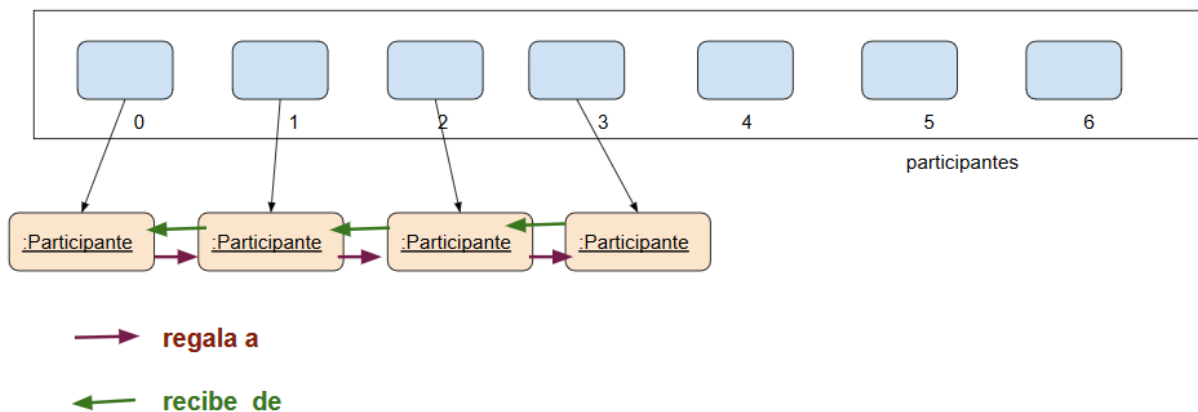 0 1 2 3 4 5 6
participantes
:Participante :Participante :Participante :Participante
regala a
recibe de